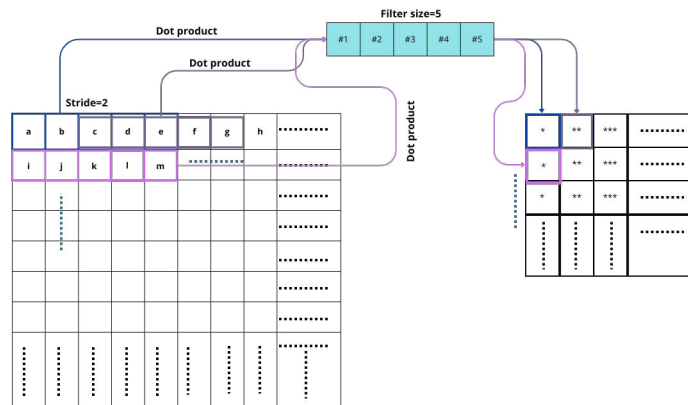 Filter size=5
Dot product
#1 #2 #3 #4 #5
Dot product
Stride=2
Dot product
a b c d e f g h
i j k l m
* ** ***
* ** ***
* ** ***